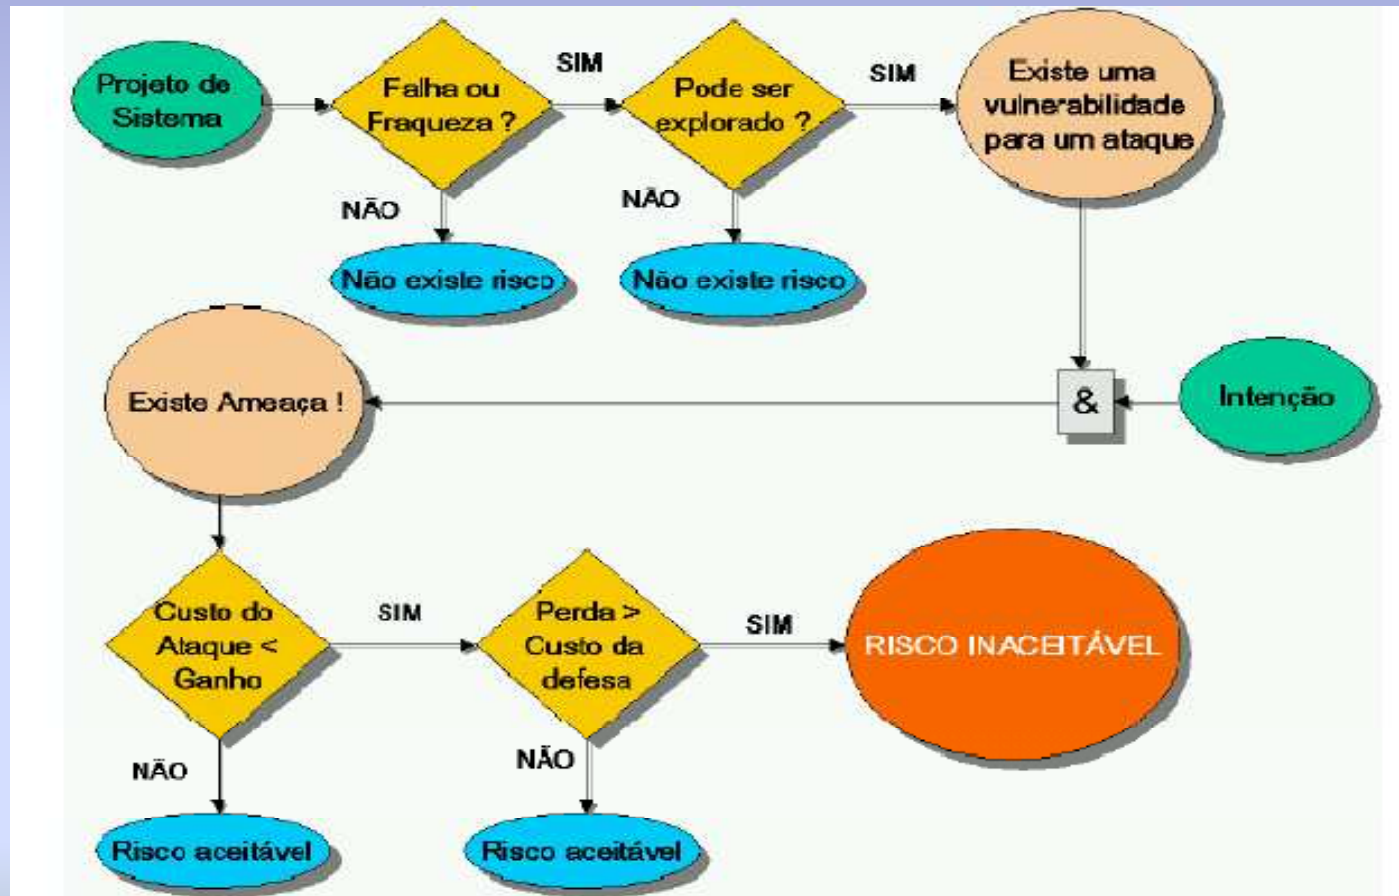 Projeto de
Sistema
Falha ou
Fraqueza ?
SIM
Pode ser
explorado ?
SIM
Existe uma
vulnerabilidade
para um ataque
NÃO
NÃO
Não existe risco
Não existe risco
Existe Ameaça !
&
Intenção
Custo do
Ataque <
Ganho
SIM
Perda >
Custo da
defesa
SIM
RISCO INACEITÁVEL
NÃO
NÃO
Risco aceitável
Risco aceitável